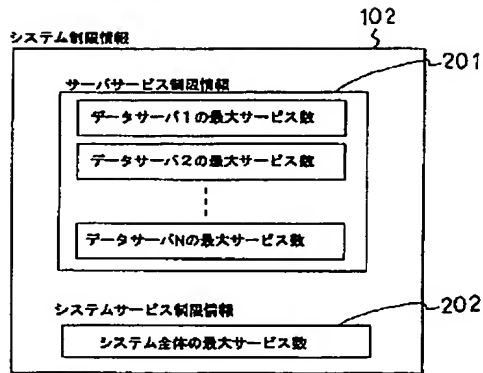 102
システム制限情報
201
サーバサービス制限情報
データサーバ1の最大サービス数
データサーバ2の最大サービス数
データサーバNの最大サービス数
システムサービス制限情報
202
システム全体の最大サービス数